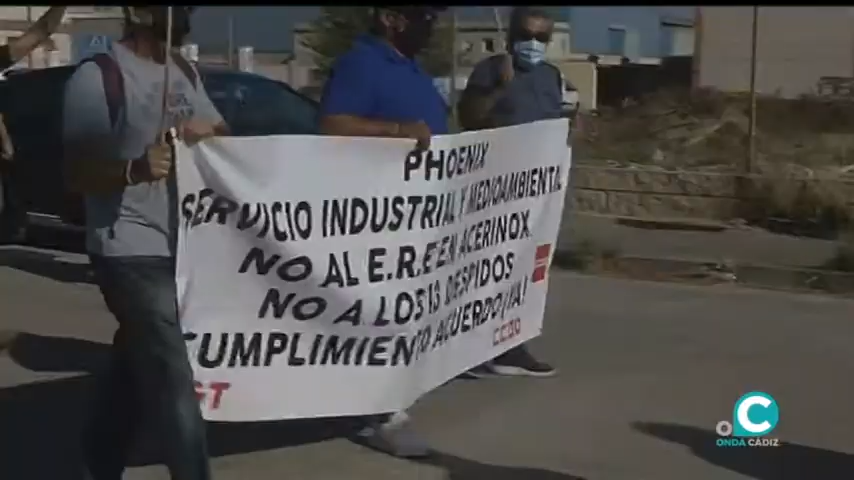 PHOENIX
SERVICIO INDUSTRIAL Y MEDIOAMBIENTAL
NO AL E.R.E EN ACERINOX.
NO A LOS 13 DESPIDOS
CUMPLIMIENTO ACUERDO ¡YA!
CCOO
GT
OC
ONDA CÁDIZ